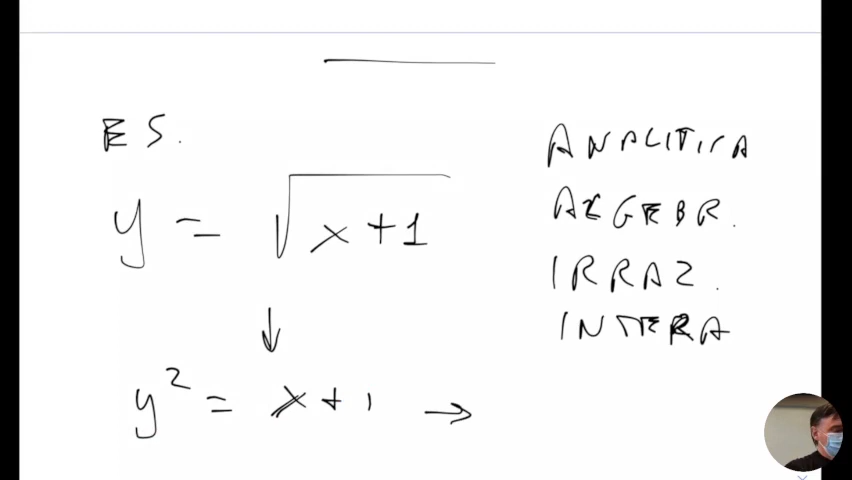 ES.
y = √x+1
↓
y² = x+1 →
ANALITICA
ALGEBR.
IRRAZ.
INTERA